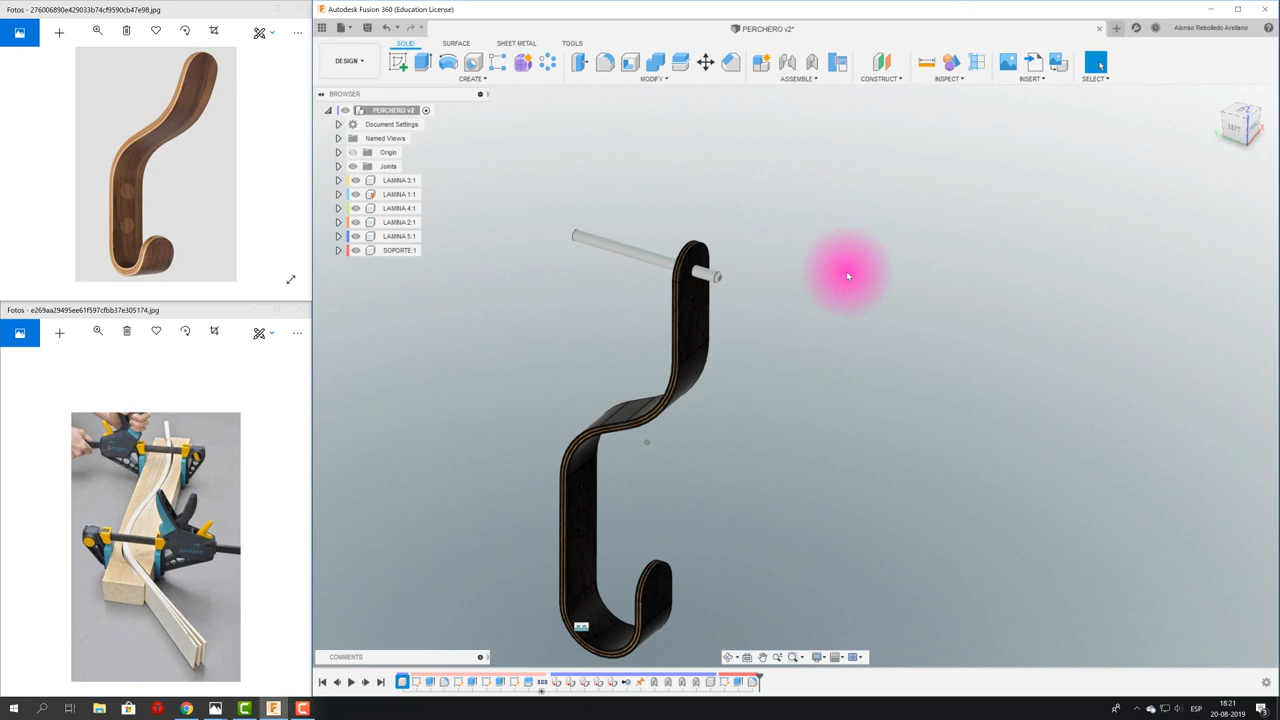 Fotos - 276006890e429033b74cf9590cb47e98.jpg
Fotos - e269aa29495ee61f597cfbb37e305174.jpg
Autodesk Fusion 360 (Education License)
PERCHERO v2*
Alonso Rebolledo Arellano
SOLID SURFACE SHEET METAL TOOLS
DESIGN
CREATE MODIFY ASSEMBLE CONSTRUCT INSPECT INSERT SELECT
BROWSER
PERCHERO v2
Document Settings
Named Views
Origin
Joints
LAMINA 3:1
LAMINA 1:1
LAMINA 4:1
LAMINA 2:1
LAMINA 5:1
SOPORTE:1
LEFT
COMMENTS
ESP
18:21
20-08-2019
3